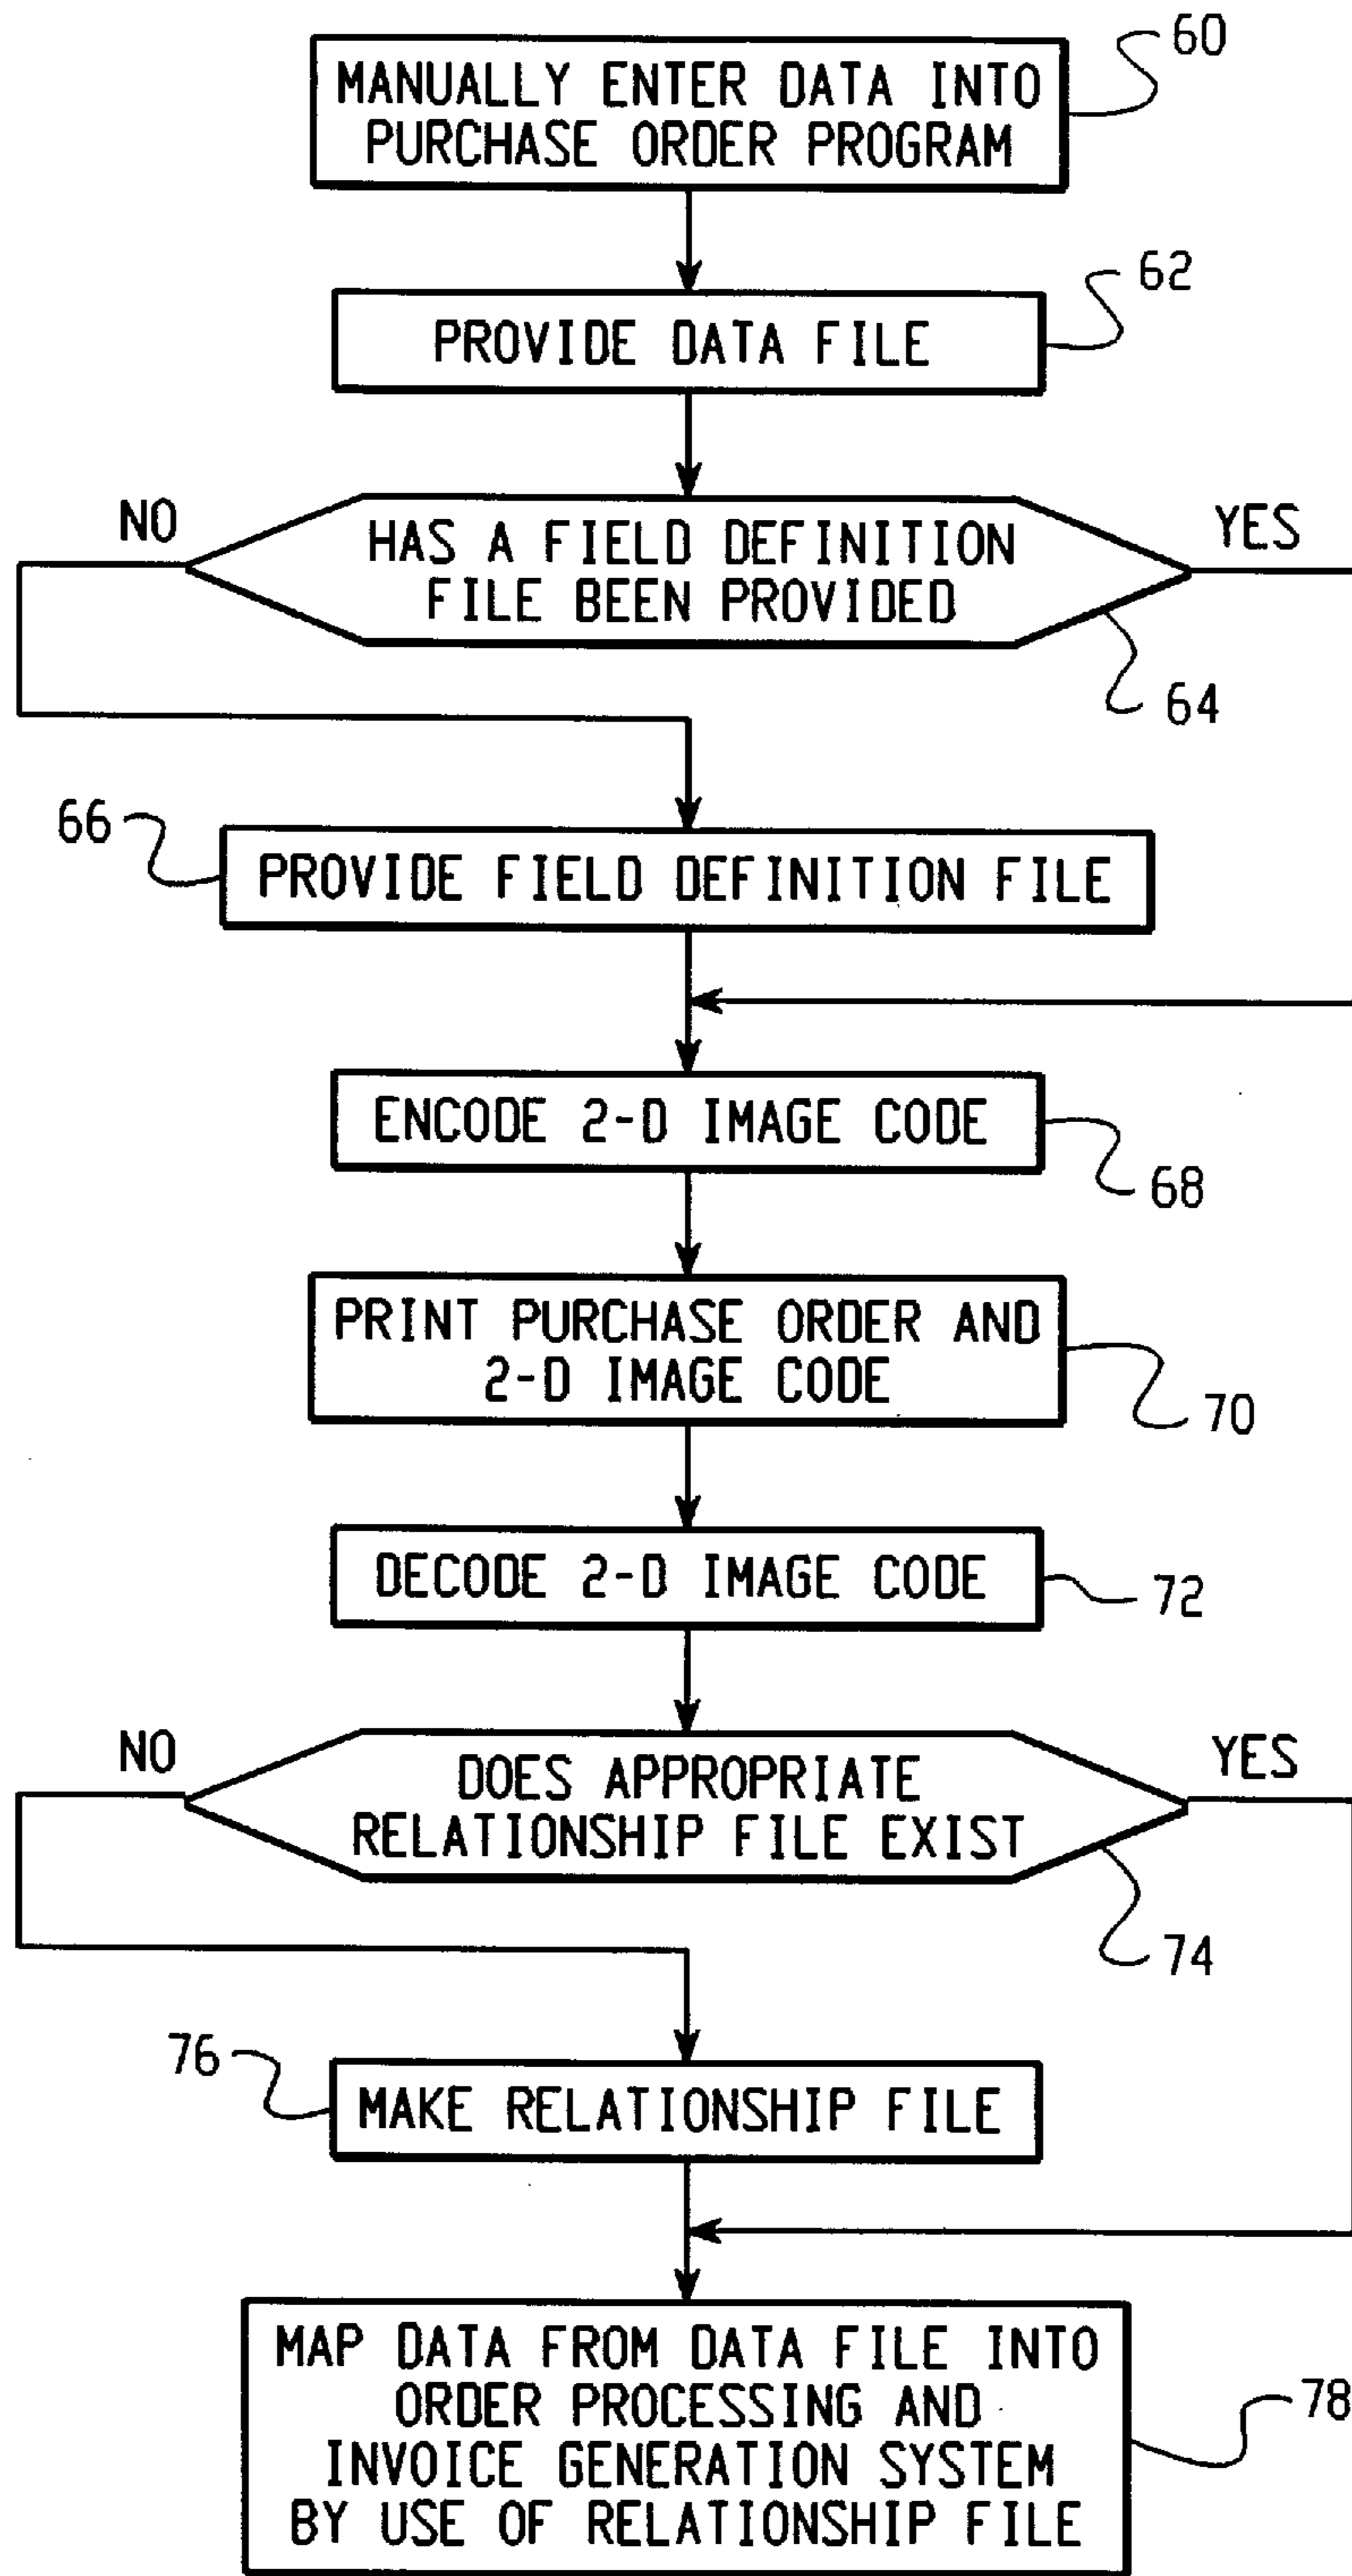 60
MANUALLY ENTER DATA INTO
PURCHASE ORDER PROGRAM
62
PROVIDE DATA FILE
NO
YES
HAS A FIELD DEFINITION
FILE BEEN PROVIDED
64
66
PROVIDE FIELD DEFINITION FILE
ENCODE 2-D IMAGE CODE
68
PRINT PURCHASE ORDER AND
2-D IMAGE CODE
70
DECODE 2-D IMAGE CODE
72
NO
YES
DOES APPROPRIATE
RELATIONSHIP FILE EXIST
74
76
MAKE RELATIONSHIP FILE
MAP DATA FROM DATA FILE INTO
ORDER PROCESSING AND
INVOICE GENERATION SYSTEM
BY USE OF RELATIONSHIP FILE
78